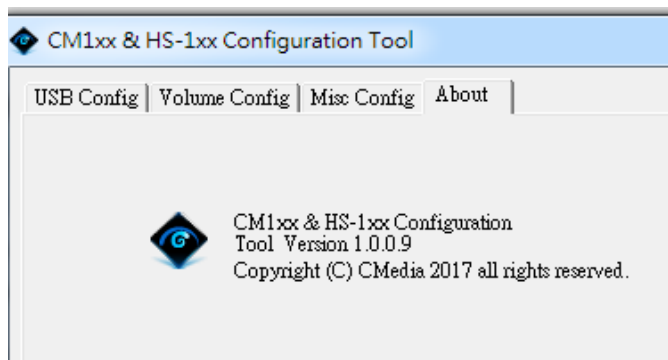 CM1xx & HS-1xx Configuration Tool
USB Config Volume Config Misc Config About
CM1xx & HS-1xx Configuration
Tool Version 1.0.0.9
Copyright (C) CMedia 2017 all rights reserved.